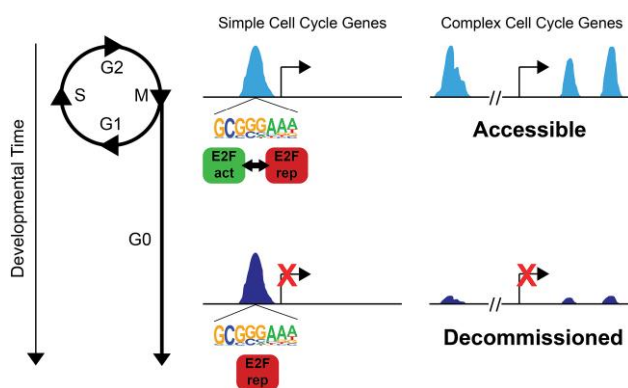 Simple Cell Cycle Genes
Complex Cell Cycle Genes
Developmental Time
G2
S
M
G1
G0
//
GCGGGAAA
Accessible
E2F
act
E2F
rep
X
X
//
GCGGGAAA
Decommissioned
E2F
rep